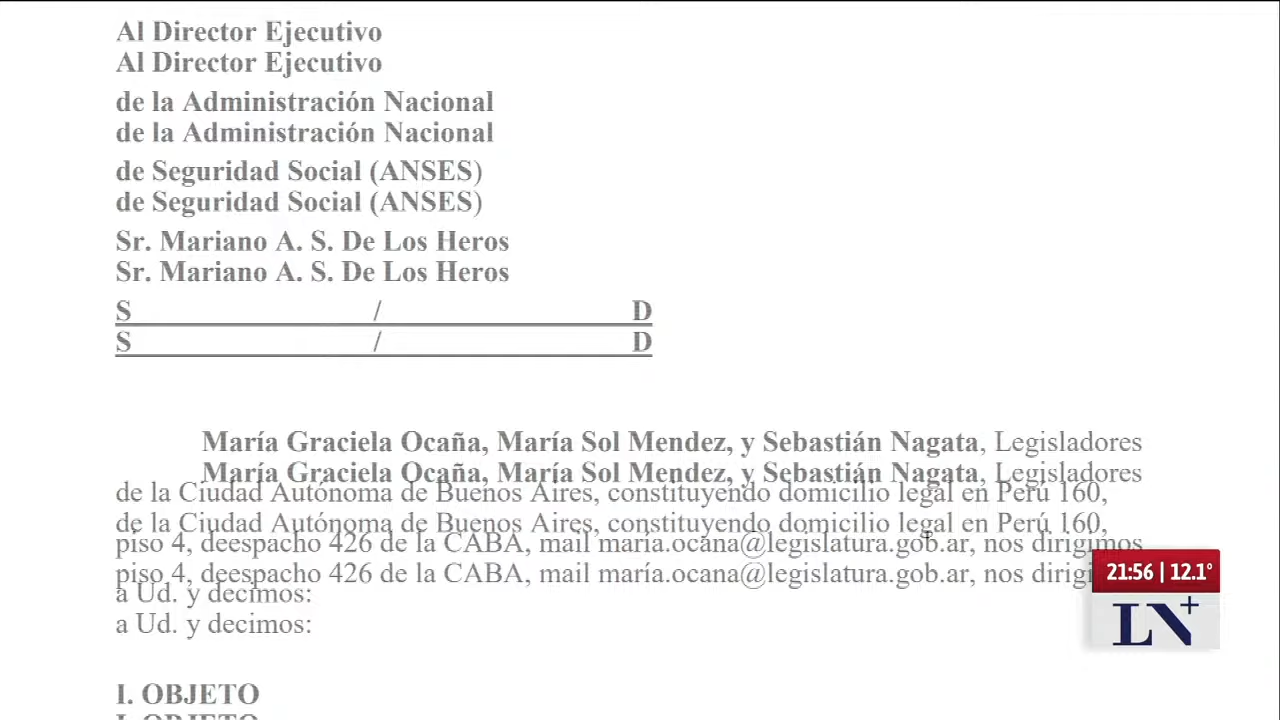 Al Director Ejecutivo
Al Director Ejecutivo
de la Administración Nacional
de la Administración Nacional
de Seguridad Social (ANSES)
de Seguridad Social (ANSES)
Sr. Mariano A. S. De Los Heros
Sr. Mariano A. S. De Los Heros
S / D
S / D
María Graciela Ocaña, María Sol Mendez, y Sebastián Nagata, Legisladores
María Graciela Ocaña, María Sol Mendez, y Sebastián Nagata, Legisladores
de la Ciudad Autónoma de Buenos Aires, constituyendo domicilio legal en Perú 160,
de la Ciudad Autónoma de Buenos Aires, constituyendo domicilio legal en Perú 160,
piso 4, deespacho 426 de la CABA, mail maría.ocana@legislatura.gob.ar, nos dirigimos
piso 4, deespacho 426 de la CABA, mail maría.ocana@legislatura.gob.ar, nos dirig
a Ud. y decimos:
a Ud. y decimos:
21:56 | 12.1°
LN+
I. OBJETO
I. OBJETO